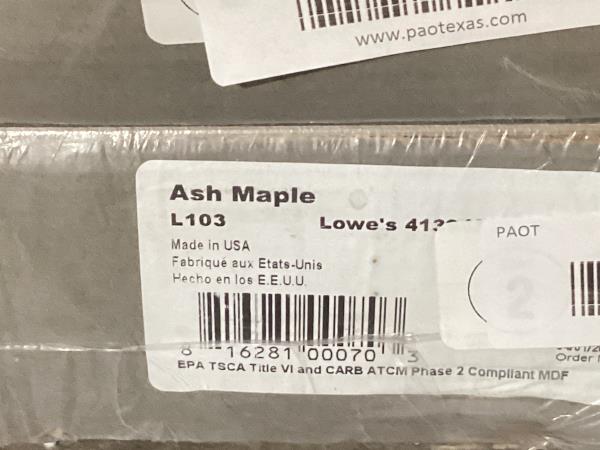 www.paotexas.com
Ash Maple
L103
Lowe's
PAOT
Made in USA
2
Fabriqué aux Etats-Unis
Hecho en los E.E.U.U.
8 16281 00070 3
Order
EPA TSCA Title VI and CARB ATCM Phase 2 Compliant MDF